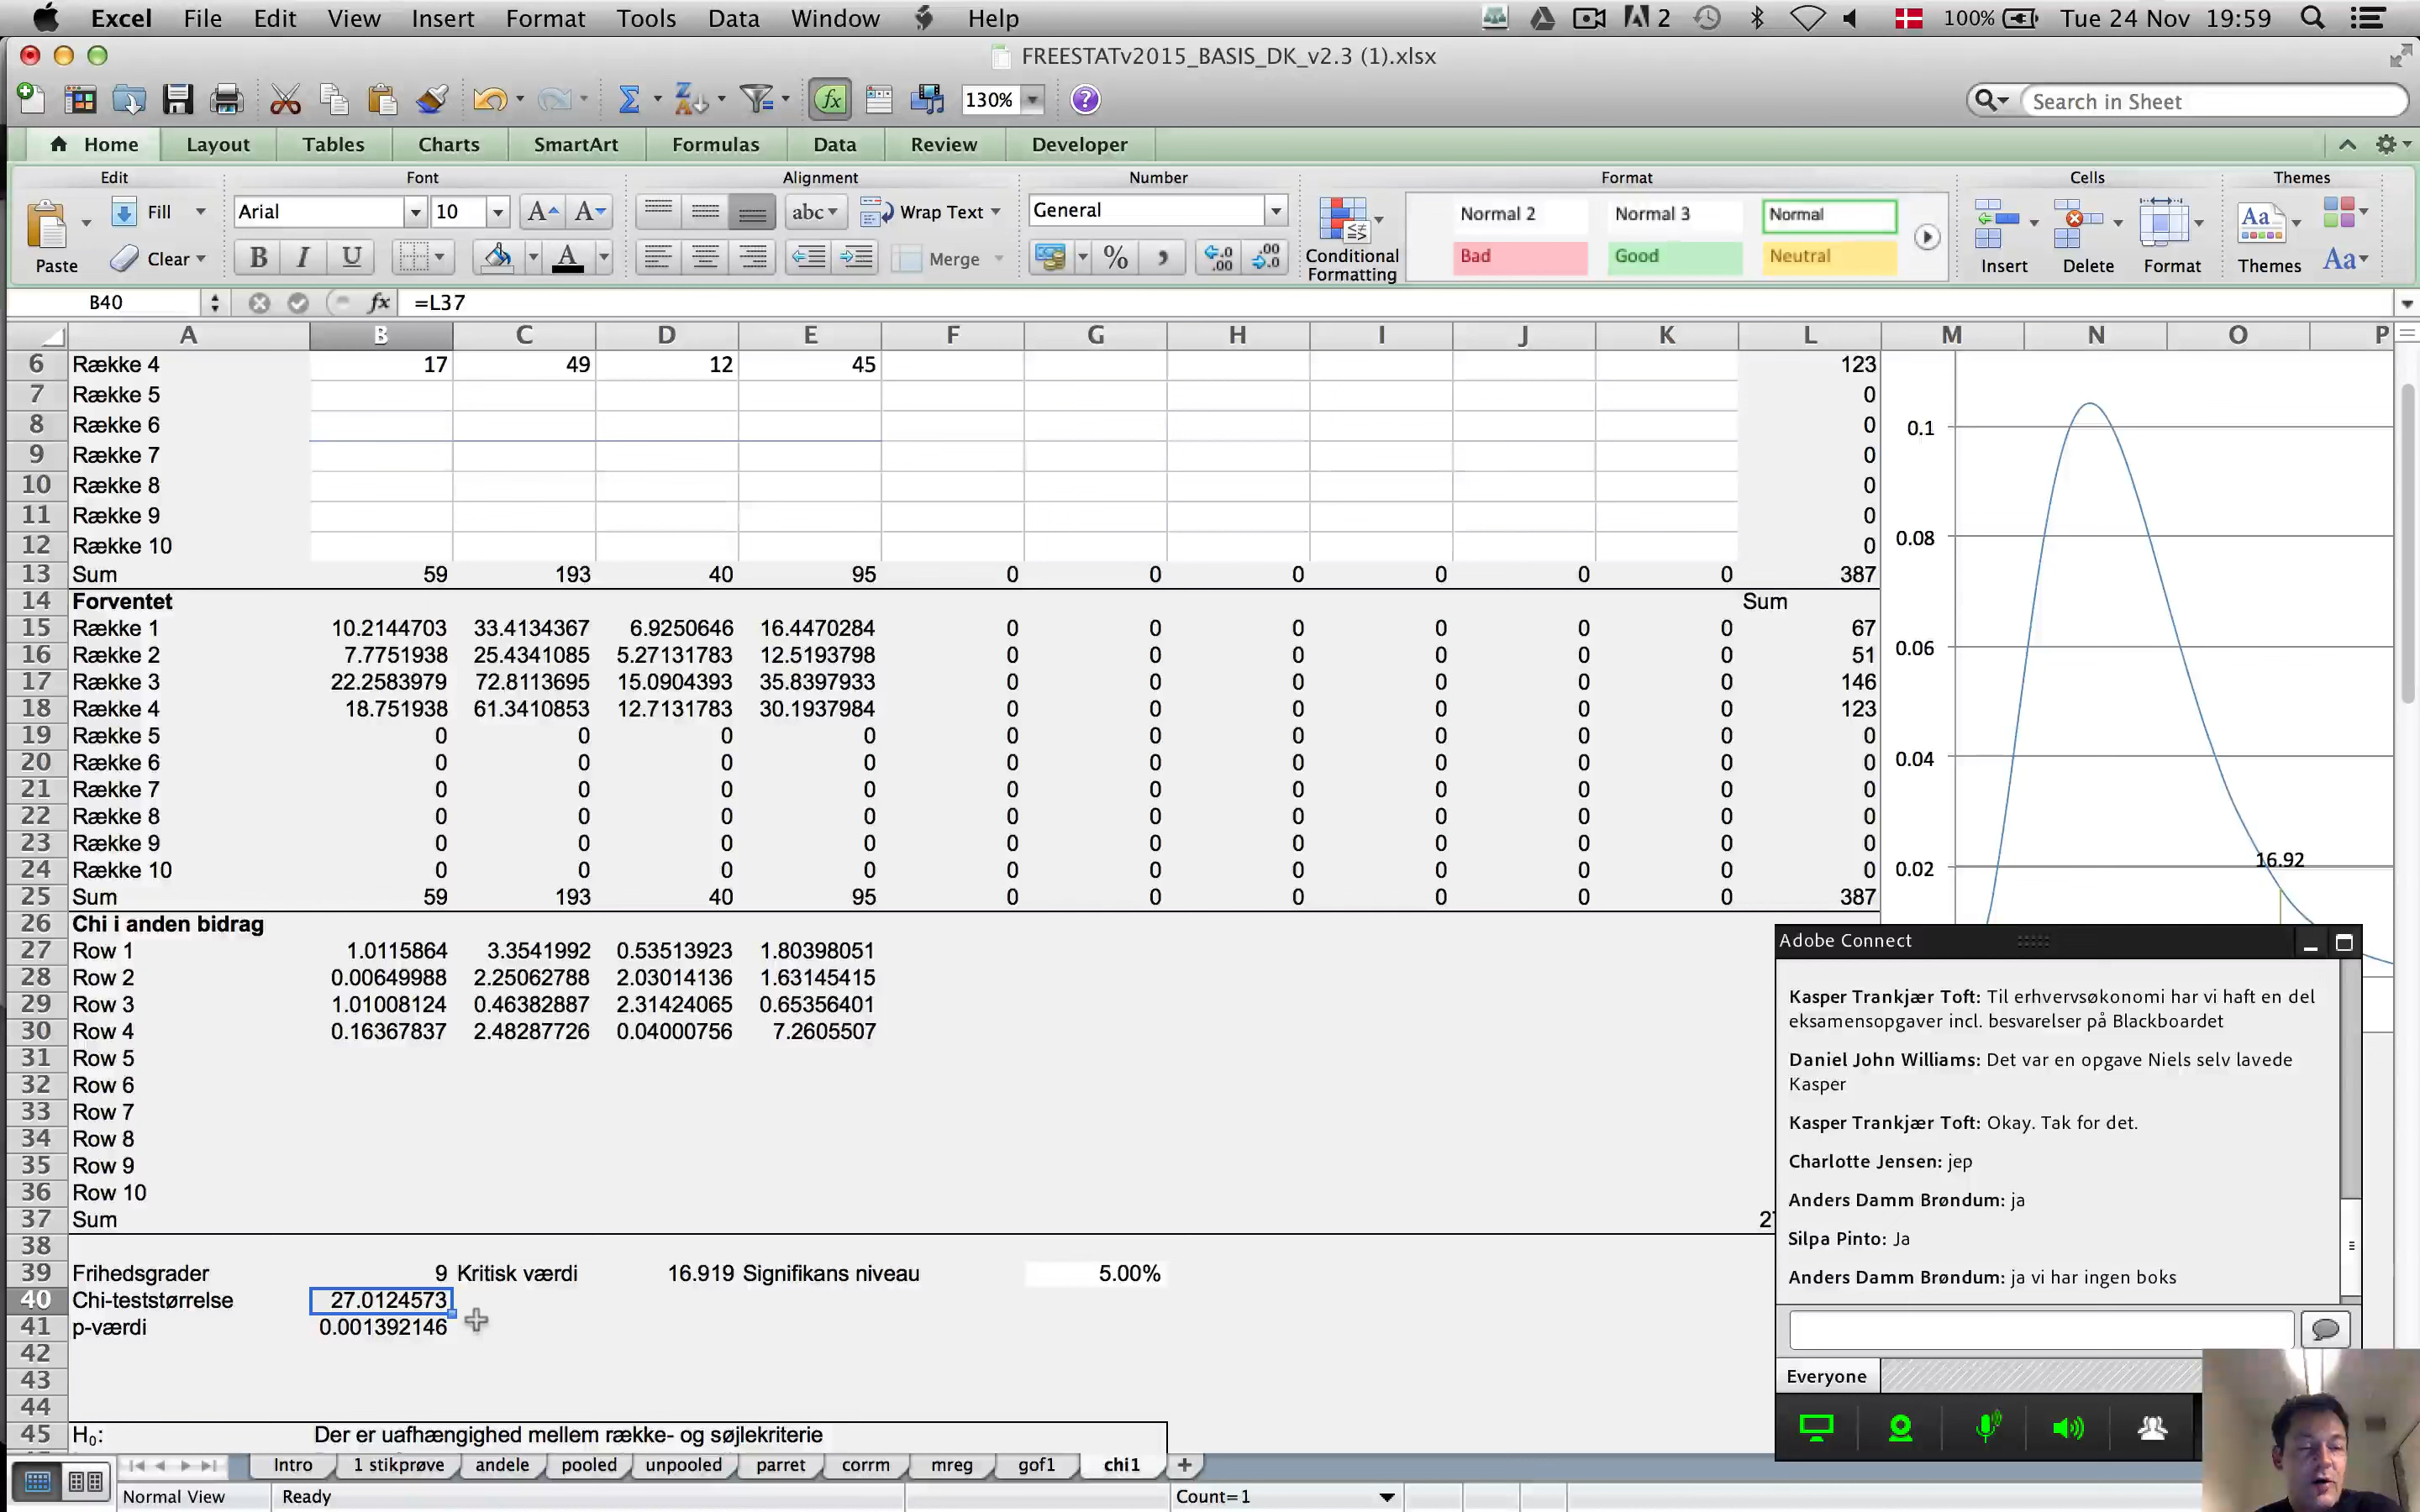 Excel File Edit View Insert Format Tools Data Window Help 2 100% Tue 24 Nov 19:59
FREESTATv2015_BASIS_DK_v2.3 (1).xlsx
fx 130% ? Search in Sheet
Home Layout Tables Charts SmartArt Formulas Data Review Developer
Edit Font Alignment Number Format Cells Themes
Fill Arial 10 A A abc Wrap Text General Normal 2 Normal 3 Normal Aa
Paste Clear B I U A Merge % , .0 .00 .00 .0 Conditional Formatting Bad Good Neutral Insert Delete Format Themes Aa
B40 fx =L37
A B C D E F G H I J K L M N O P
6 Række 4 17 49 12 45 123
7 Række 5 0
8 Række 6 0
9 Række 7 0
10 Række 8 0
11 Række 9 0
12 Række 10 0
13 Sum 59 193 40 95 0 0 0 0 0 0 387
14 Forventet Sum
15 Række 1 10.2144703 33.4134367 6.9250646 16.4470284 0 0 0 0 0 0 67
16 Række 2 7.7751938 25.4341085 5.27131783 12.5193798 0 0 0 0 0 0 51
17 Række 3 22.2583979 72.8113695 15.0904393 35.8397933 0 0 0 0 0 0 146
18 Række 4 18.751938 61.3410853 12.7131783 30.1937984 0 0 0 0 0 0 123
19 Række 5 0 0 0 0 0 0 0 0 0 0 0
20 Række 6 0 0 0 0 0 0 0 0 0 0 0
21 Række 7 0 0 0 0 0 0 0 0 0 0 0
22 Række 8 0 0 0 0 0 0 0 0 0 0 0
23 Række 9 0 0 0 0 0 0 0 0 0 0 0
24 Række 10 0 0 0 0 0 0 0 0 0 0 0
25 Sum 59 193 40 95 0 0 0 0 0 0 387
26 Chi i anden bidrag
27 Row 1 1.0115864 3.3541992 0.53513923 1.80398051
28 Row 2 0.00649988 2.25062788 2.03014136 1.63145415
29 Row 3 1.01008124 0.46382887 2.31424065 0.65356401
30 Row 4 0.16367837 2.48287726 0.04000756 7.2605507
31 Row 5
32 Row 6
33 Row 7
34 Row 8
35 Row 9
36 Row 10
37 Sum
38
39 Frihedsgrader 9 Kritisk værdi 16.919 Signifikans niveau 5.00%
40 Chi-teststørrelse 27.0124573
41 p-værdi 0.001392146
42
43
44
45 H₀: Der er uafhængighed mellem række- og søjlekriterie
0.1
0.08
0.06
0.04
0.02
16.92
Adobe Connect
Kasper Trankjær Toft: Til erhvervsøkonomi har vi haft en del
eksamensopgaver incl. besvarelser på Blackboardet
Daniel John Williams: Det var en opgave Niels selv lavede
Kasper
Kasper Trankjær Toft: Okay. Tak for det.
Charlotte Jensen: jep
Anders Damm Brøndum: ja
Silpa Pinto: Ja
Anders Damm Brøndum: ja vi har ingen boks
Everyone
Intro 1 stikprøve andele pooled unpooled parret corrm mreg gof1 chi1
Normal View Ready Count=1